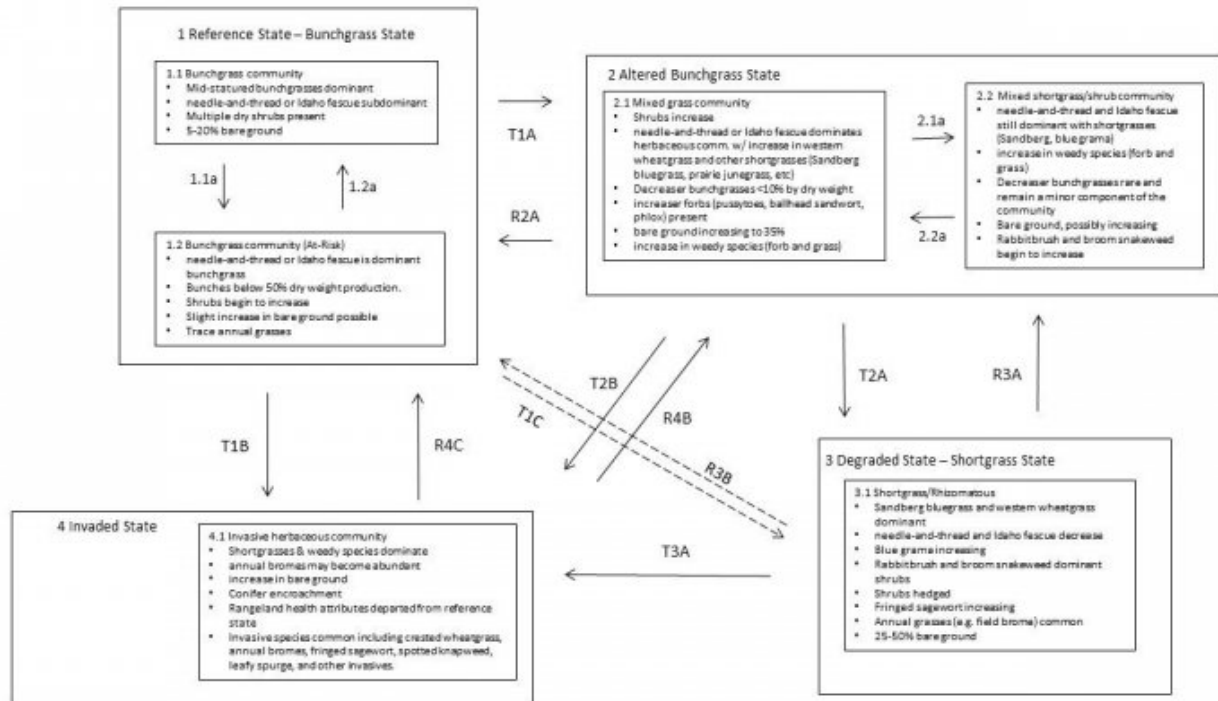 1 Reference State – Bunchgrass State
1.1 Bunchgrass community
• Mid-statured bunchgrasses dominant
• needle-and-thread or Idaho fescue subdominant
• Multiple dry shrubs present
• 5-20% bare ground
1.1a
1.2a
1.2 Bunchgrass community (At-Risk)
• needle-and-thread or Idaho fescue is dominant
bunchgrass
• Bunches below 50% dry weight production.
• Shrubs begin to increase
• Slight increase in bare ground possible
• Trace annual grasses
T1A
R2A
2 Altered Bunchgrass State
2.1 Mixed grass community
• Shrubs increase
• needle-and-thread or Idaho fescue dominates
herbaceous comm. w/ increase in western
wheatgrass and other shortgrasses (Sandberg
bluegrass, prairie junegrass, etc)
• Decreaser bunchgrasses <10% by dry weight
• increaser forbs (pussytoes, ballhead sandwort,
phlox) present
• bare ground increasing to 35%
• increase in weedy species (forb and grass)
2.1a
2.2a
2.2 Mixed shortgrass/shrub community
• needle-and-thread and Idaho fescue
still dominant with shortgrasses
(Sandberg, blue grama)
• increase in weedy species (forb and
grass)
• Decreaser bunchgrasses rare and
remain a minor component of the
community
• Bare ground, possibly increasing
• Rabbitbrush and broom snakeweed
begin to increase
T1B
R4C
T2B
T1C
R4B
R3B
T2A
R3A
3 Degraded State – Shortgrass State
3.1 Shortgrass/Rhizomatous
• Sandberg bluegrass and western wheatgrass
dominant
• needle-and-thread and Idaho fescue decrease
• Blue grama increasing
• Rabbitbrush and broom snakeweed dominant
shrubs
• Shrubs hedged
• Fringed sagewort increasing
• Annual grasses (e.g. field brome) common
• 25-50% bare ground
T3A
4 Invaded State
4.1 Invasive herbaceous community
• Shortgrasses & weedy species dominate
• annual bromes may become abundant
• increase in bare ground
• Conifer encroachment
• Rangeland health attributes departed from reference
state
• Invasive species common including crested wheatgrass,
annual bromes, fringed sagewort, spotted knapweed,
leafy spurge, and other invasives.